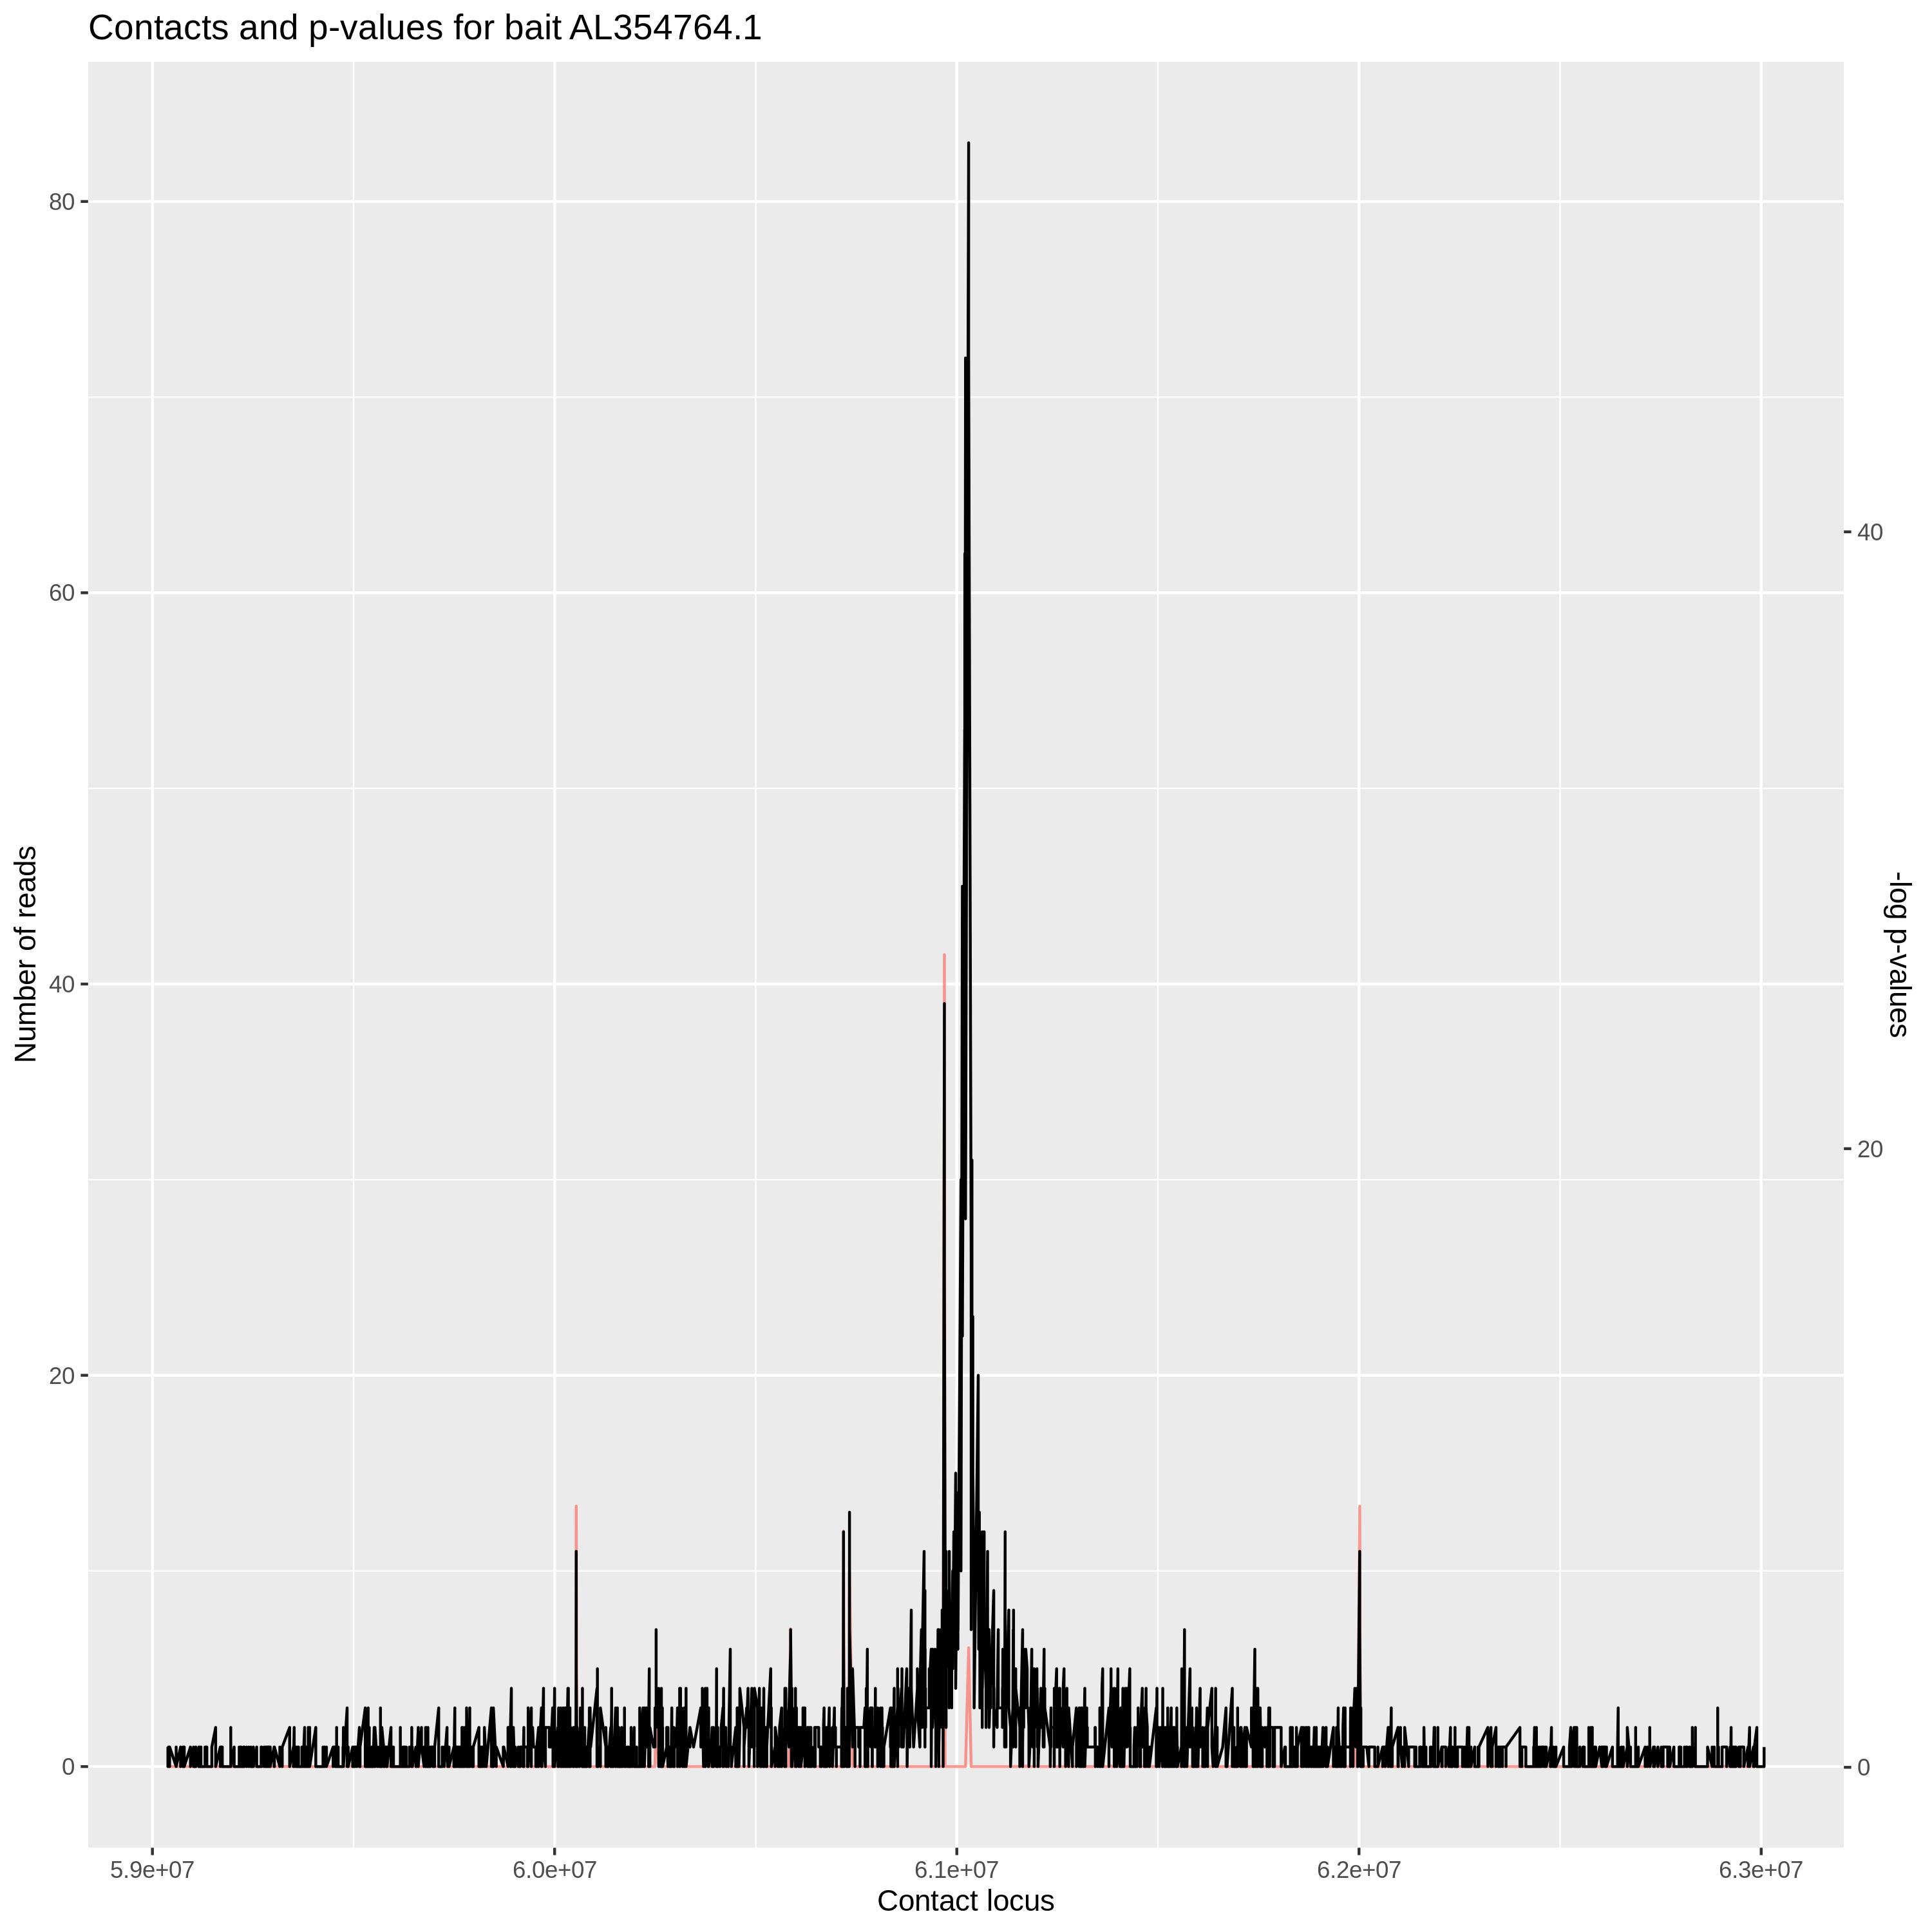 Contacts and p-values for bait AL354764.1
80
60
40
20
0
Number of reads
40
20
0
-log p-values
5.9e+07 6.0e+07 6.1e+07 6.2e+07 6.3e+07
Contact locus